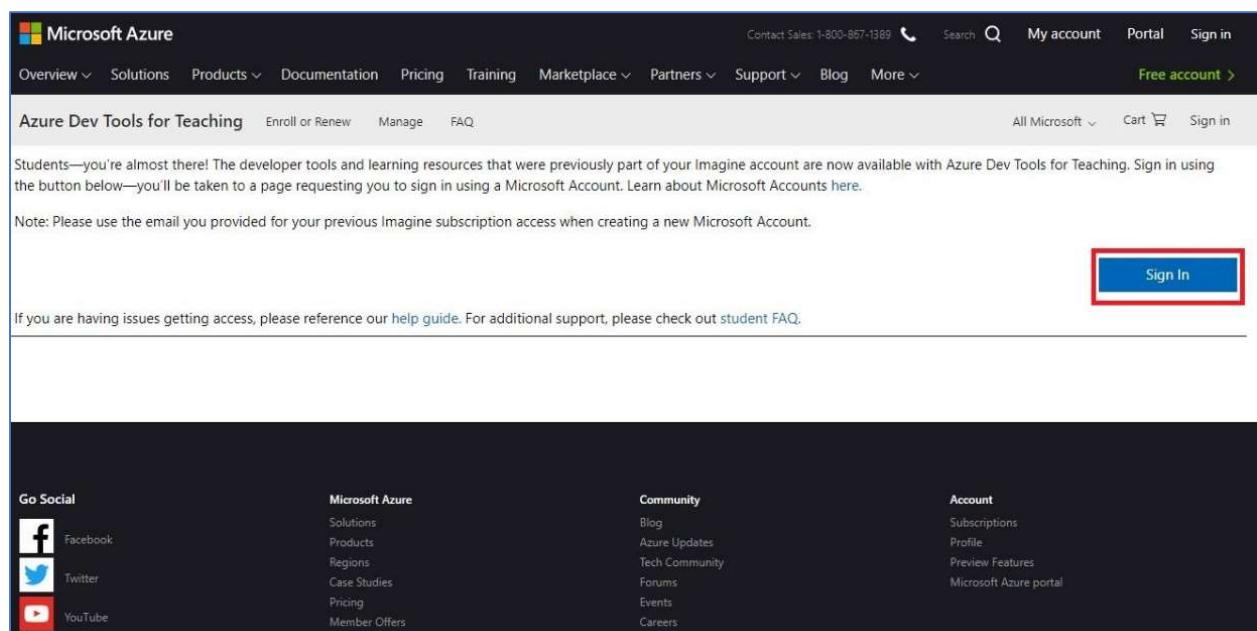 Microsoft Azure
Contact Sales: 1-800-867-1389 Search My account Portal Sign in
Overview Solutions Products Documentation Pricing Training Marketplace Partners Support Blog More Free account >
Azure Dev Tools for Teaching Enroll or Renew Manage FAQ All Microsoft Cart Sign in
Students—you're almost there! The developer tools and learning resources that were previously part of your Imagine account are now available with Azure Dev Tools for Teaching. Sign in using
the button below—you'll be taken to a page requesting you to sign in using a Microsoft Account. Learn about Microsoft Accounts here.
Note: Please use the email you provided for your previous Imagine subscription access when creating a new Microsoft Account.
Sign In
If you are having issues getting access, please reference our help guide. For additional support, please check out student FAQ.
Go Social
Facebook
Twitter
YouTube
Microsoft Azure
Solutions
Products
Regions
Case Studies
Pricing
Member Offers
Community
Blog
Azure Updates
Tech Community
Forums
Events
Careers
Account
Subscriptions
Profile
Preview Features
Microsoft Azure portal